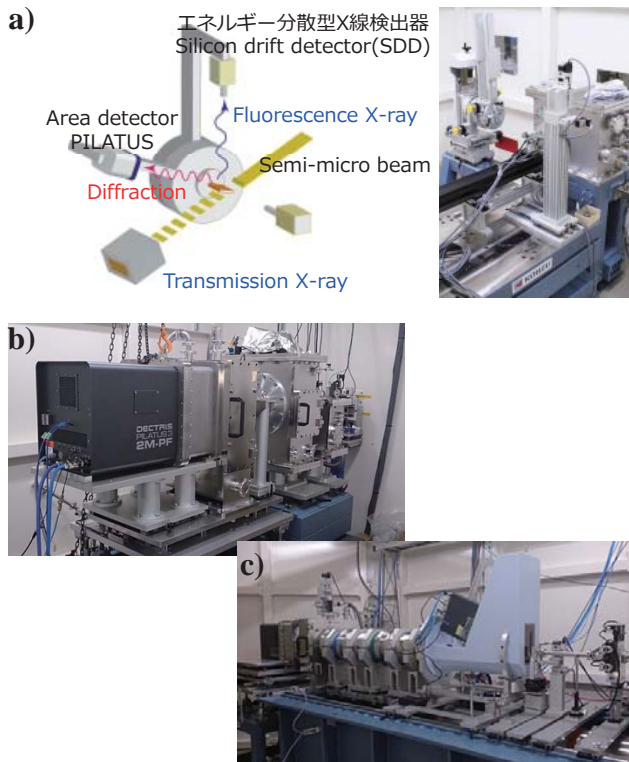 a)
エネルギー分散型X線検出器
Silicon drift detector(SDD)
Area detector
PILATUS
Fluorescence X-ray
Semi-micro beam
Diffraction
Transmission X-ray
KOHZU
b)
DECTRIS
PILATUS3
2M-PF
c)